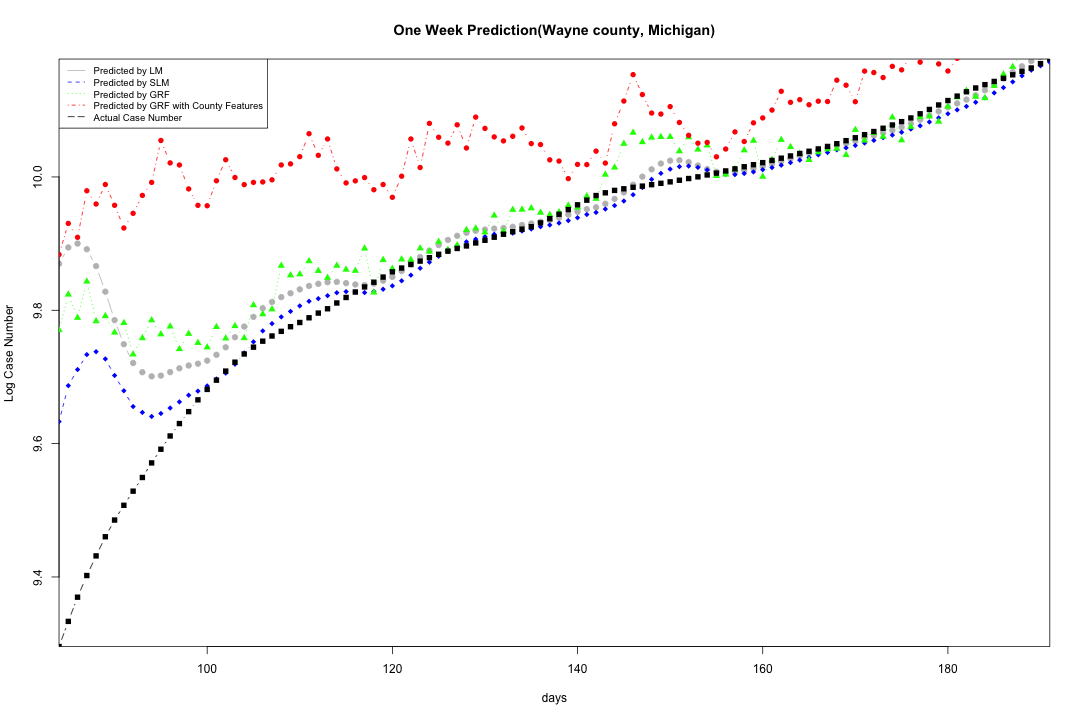 One Week Prediction(Wayne county, Michigan)
Predicted by LM
Predicted by SLM
Predicted by GRF
Predicted by GRF with County Features
Actual Case Number
Log Case Number
10.0
9.8
9.6
9.4
100 120 140 160 180
days